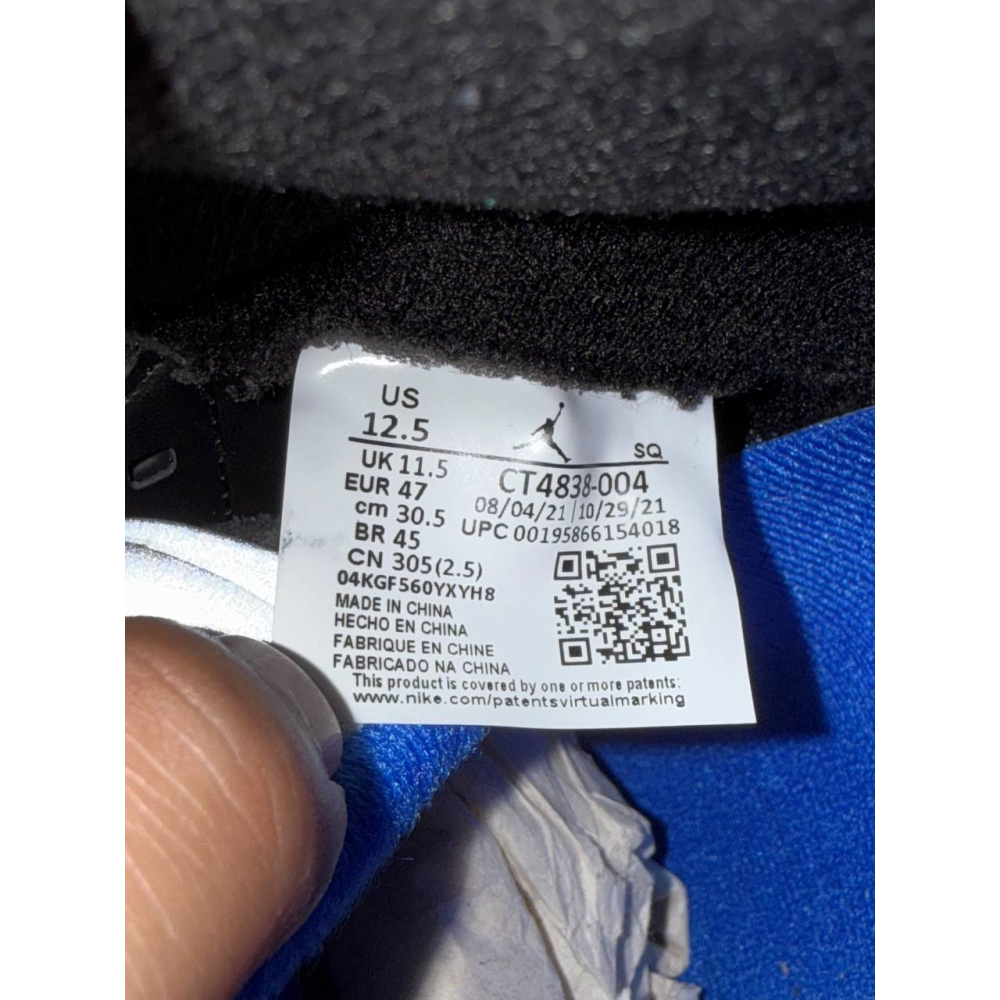 US
12.5
SQ
UK 11.5
EUR 47
cm 30.5
BR 45
CN 305(2.5)
CT4838-004
08/04/21|10/29/21
UPC 00195866154018
04KGF560YXYH8
MADE IN CHINA
HECHO EN CHINA
FABRIQUE EN CHINE
FABRICADO NA CHINA
This product is covered by one or more patents:
www.nike.com/patentsvirtualmarking